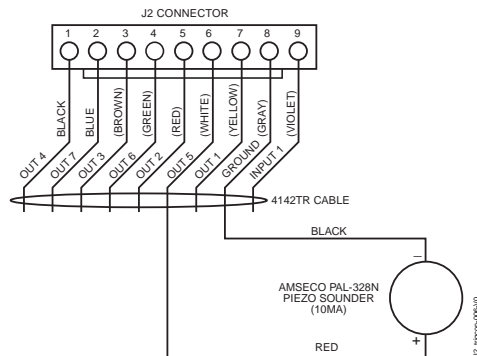 J2 CONNECTOR
1 2 3 4 5 6 7 8 9
BLACK
BLUE
(BROWN)
(GREEN)
(RED)
(WHITE)
(YELLOW)
(GRAY)
(VIOLET)
OUT 4
OUT 7
OUT 3
OUT 6
OUT 2
OUT 5
OUT 1
GROUND
INPUT 1
4142TR CABLE
BLACK
–
AMSECO PAL-328N
PIEZO SOUNDER
(10MA)
+
RED